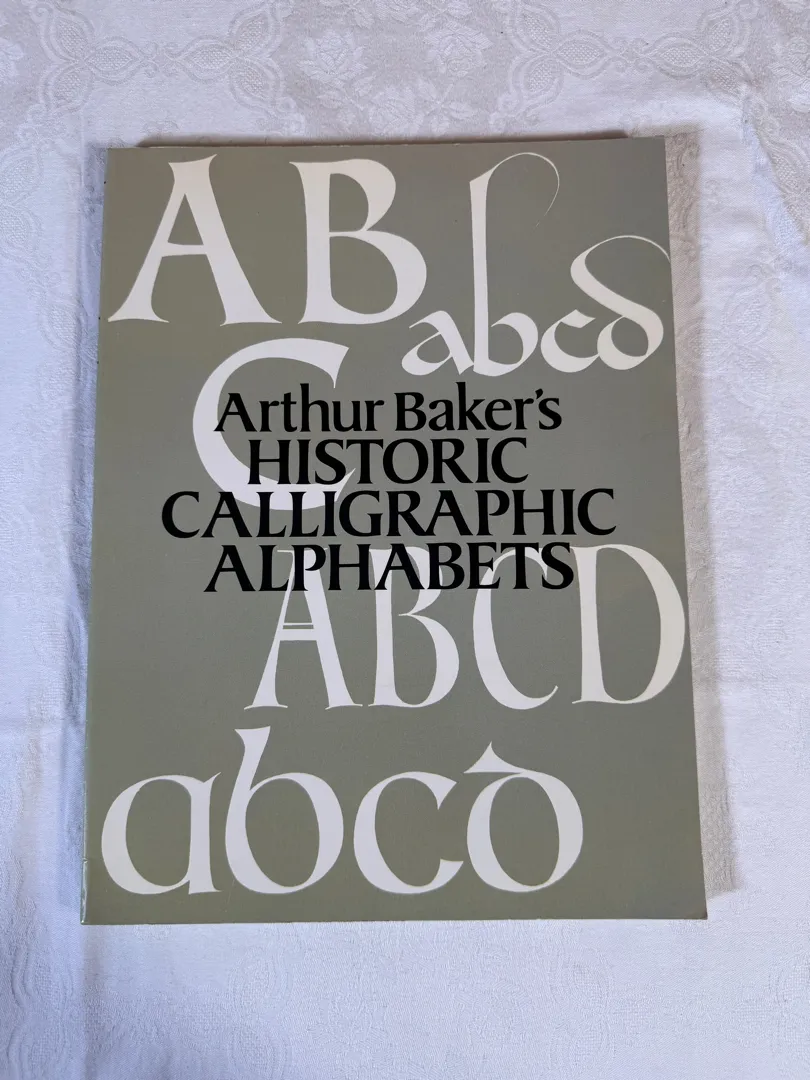 AB
abcd
C
Arthur Baker's
HISTORIC
CALLIGRAPHIC
ALPHABETS
ABCD
abcd